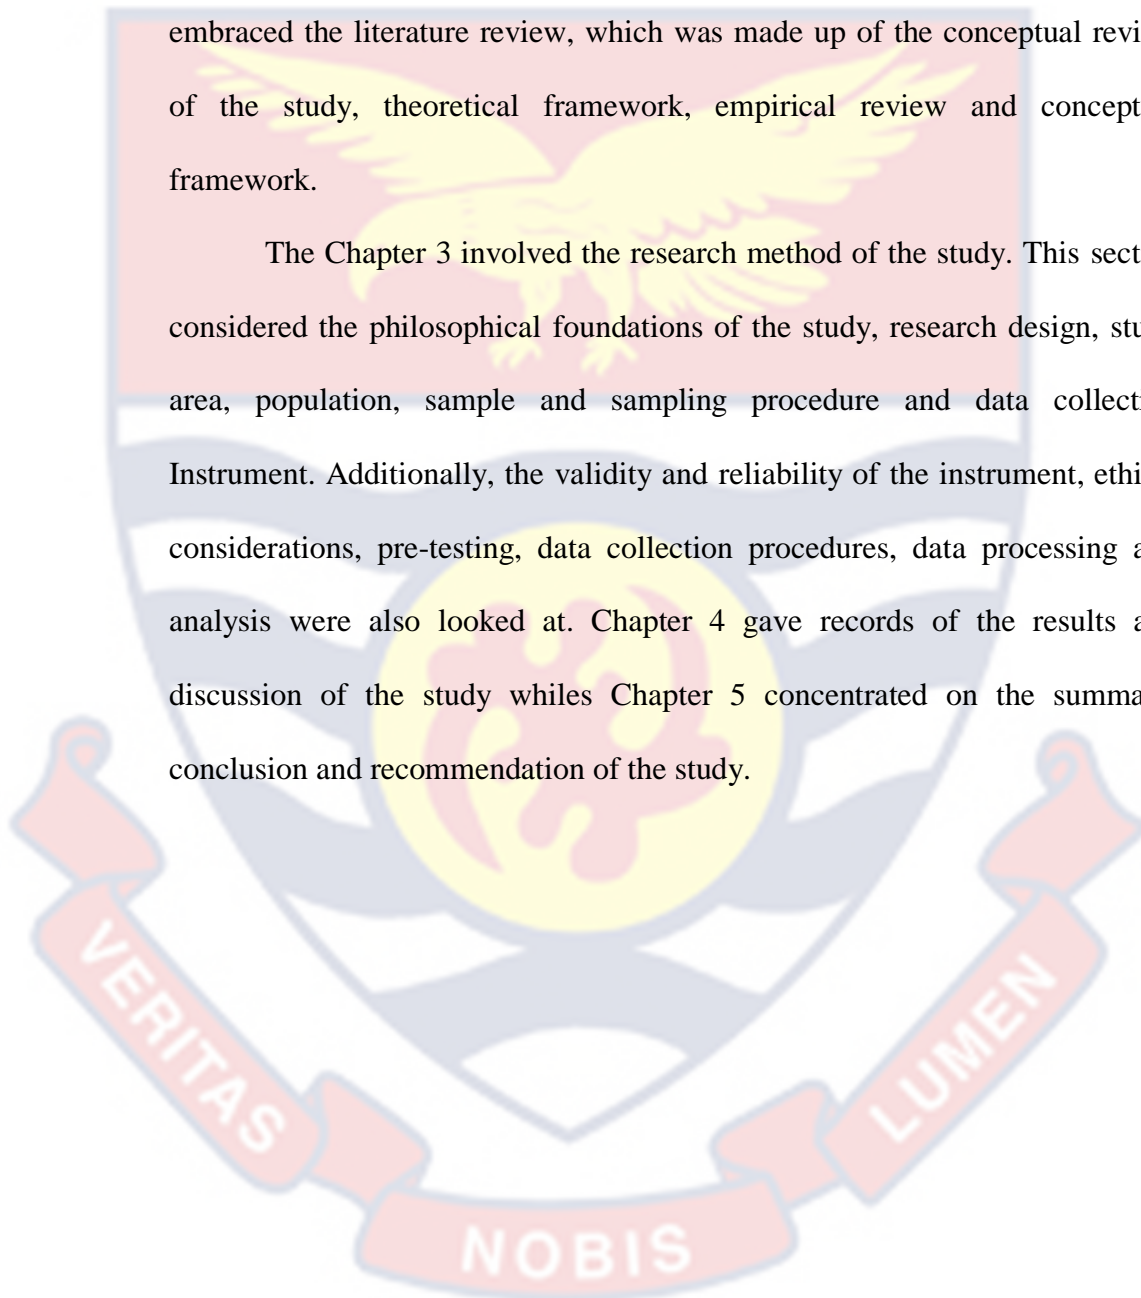 embraced the literature review, which was made up of the conceptual revi
of the study, theoretical framework, empirical review and concept
framework.
The Chapter 3 involved the research method of the study. This sect
considered the philosophical foundations of the study, research design, stu
area, population, sample and sampling procedure and data collecti
Instrument. Additionally, the validity and reliability of the instrument, ethi
considerations, pre-testing, data collection procedures, data processing a
analysis were also looked at. Chapter 4 gave records of the results a
discussion of the study whiles Chapter 5 concentrated on the summa
conclusion and recommendation of the study.
VERITAS
NOBIS
LUMEN